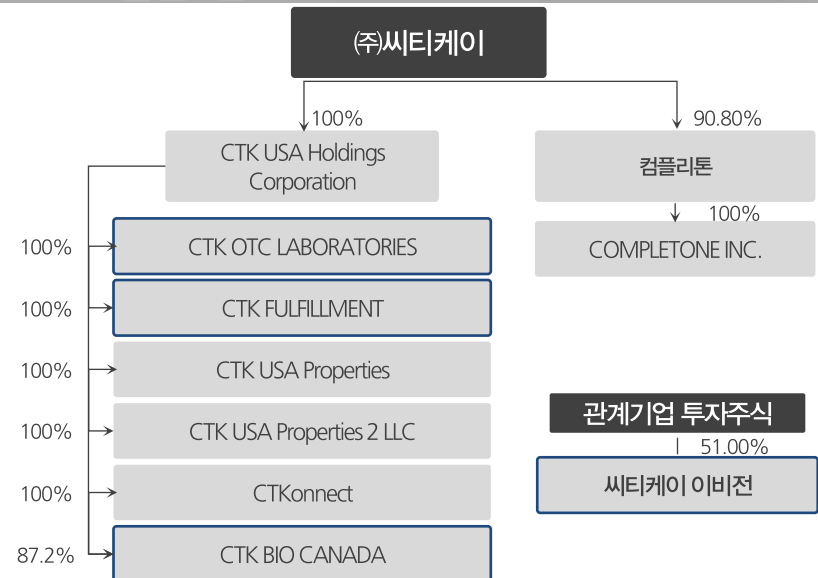 ㈜씨티케이
100%
90.80%
CTK USA Holdings
Corporation
컴플리톤
100%
COMPLETONE INC.
100%
CTK OTC LABORATORIES
100%
CTK FULFILLMENT
100%
CTK USA Properties
100%
CTK USA Properties 2 LLC
100%
CTKonnect
87.2%
CTK BIO CANADA
관계기업 투자주식
51.00%
씨티케이 이비전